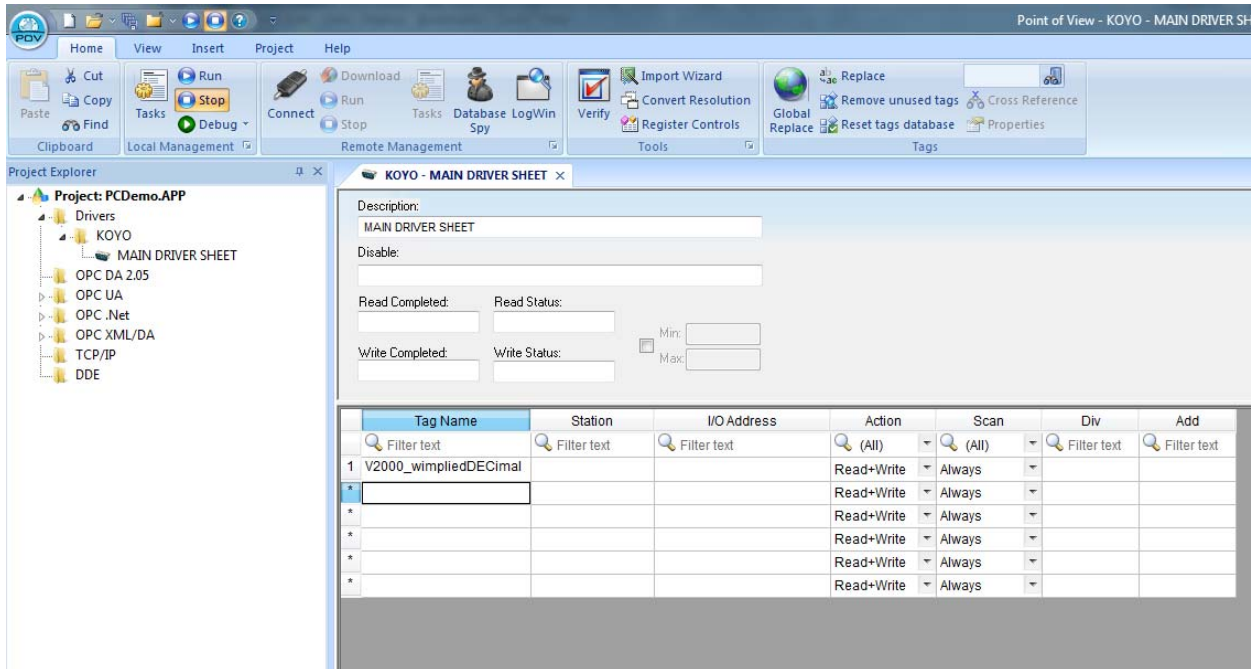 Point of View - KOYO - MAIN DRIVER SH
POV
Home View Insert Project Help
Paste
Cut
Copy
Find
Clipboard
Tasks
Run
Stop
Debug
Local Management
Connect
Download
Run
Stop
Tasks
Database Spy
LogWin
Remote Management
Verify
Import Wizard
Convert Resolution
Register Controls
Tools
Global Replace
Replace
Remove unused tags
Reset tags database
Cross Reference
Properties
Tags
Project Explorer
Project: PCDemo.APP
Drivers
KOYO
MAIN DRIVER SHEET
OPC DA 2.05
OPC UA
OPC .Net
OPC XML/DA
TCP/IP
DDE
KOYO - MAIN DRIVER SHEET
Description:
MAIN DRIVER SHEET
Disable:
Read Completed: Read Status:
Min:
Write Completed: Write Status:
Max:
Tag Name Station I/O Address Action Scan Div Add
Filter text Filter text Filter text (All) (All) Filter text Filter text
1 V2000_wimpliedDECimal Read+Write Always
* Read+Write Always
* Read+Write Always
* Read+Write Always
* Read+Write Always
* Read+Write Always